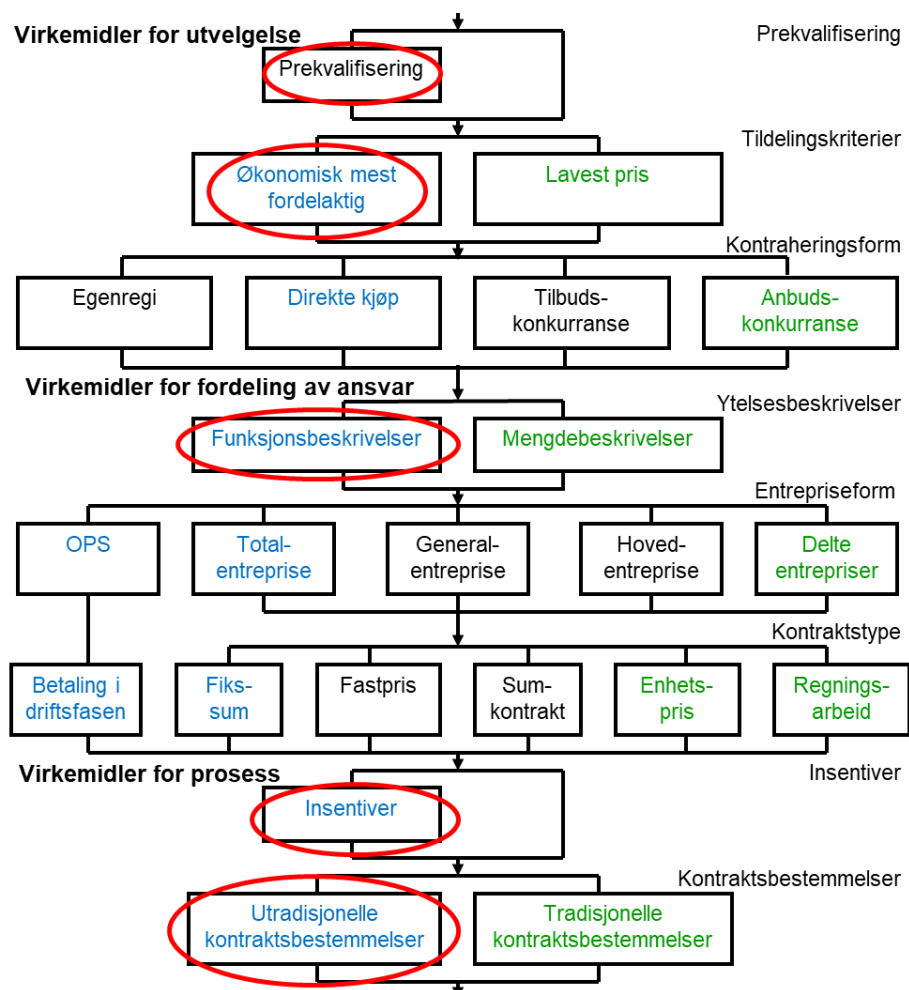 Virkemidler for utvelgelse
Prekvalifisering
Prekvalifisering
Tildelingskriterier
Økonomisk mest
fordelaktig
Lavest pris
Kontraheringsform
Egenregi
Direkte kjøp
Tilbuds-
konkurranse
Anbuds-
konkurranse
Virkemidler for fordeling av ansvar
Ytelsesbeskrivelser
Funksjonsbeskrivelser
Mengdebeskrivelser
Entrepriseform
OPS
Total-
entreprise
General-
entreprise
Hoved-
entreprise
Delte
entrepriser
Kontraktstype
Betaling i
driftsfasen
Fiks-
sum
Fastpris
Sum-
kontrakt
Enhets-
pris
Regnings-
arbeid
Virkemidler for prosess
Insentiver
Insentiver
Kontraktsbestemmelser
Utradisjonelle
kontraktsbestemmelser
Tradisjonelle
kontraktsbestemmelser